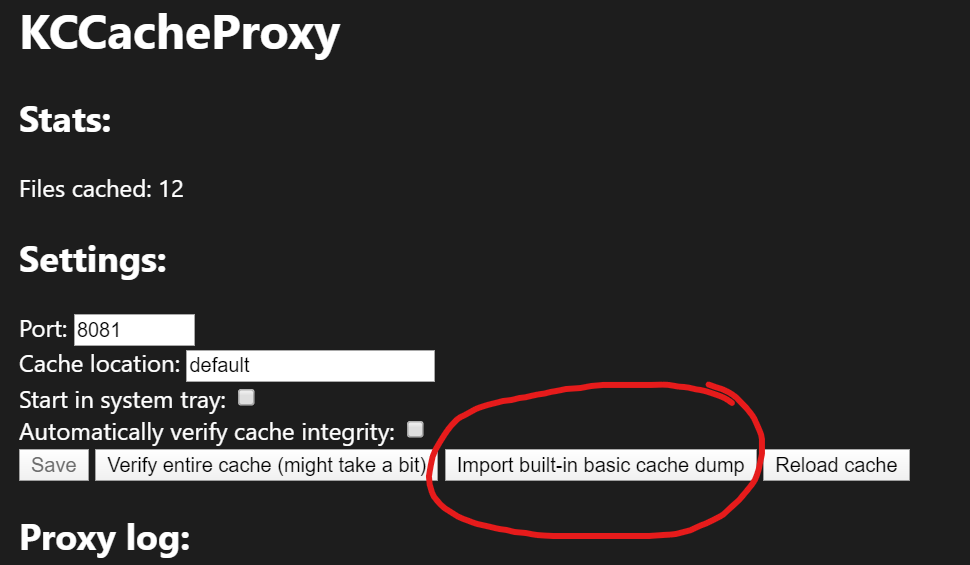 KCCacheProxy
Stats:
Files cached: 12
Settings:
Port: 8081
Cache location: default
Start in system tray:
Automatically verify cache integrity:
Save Verify entire cache (might take a bit) Import built-in basic cache dump Reload cache
Proxy log: